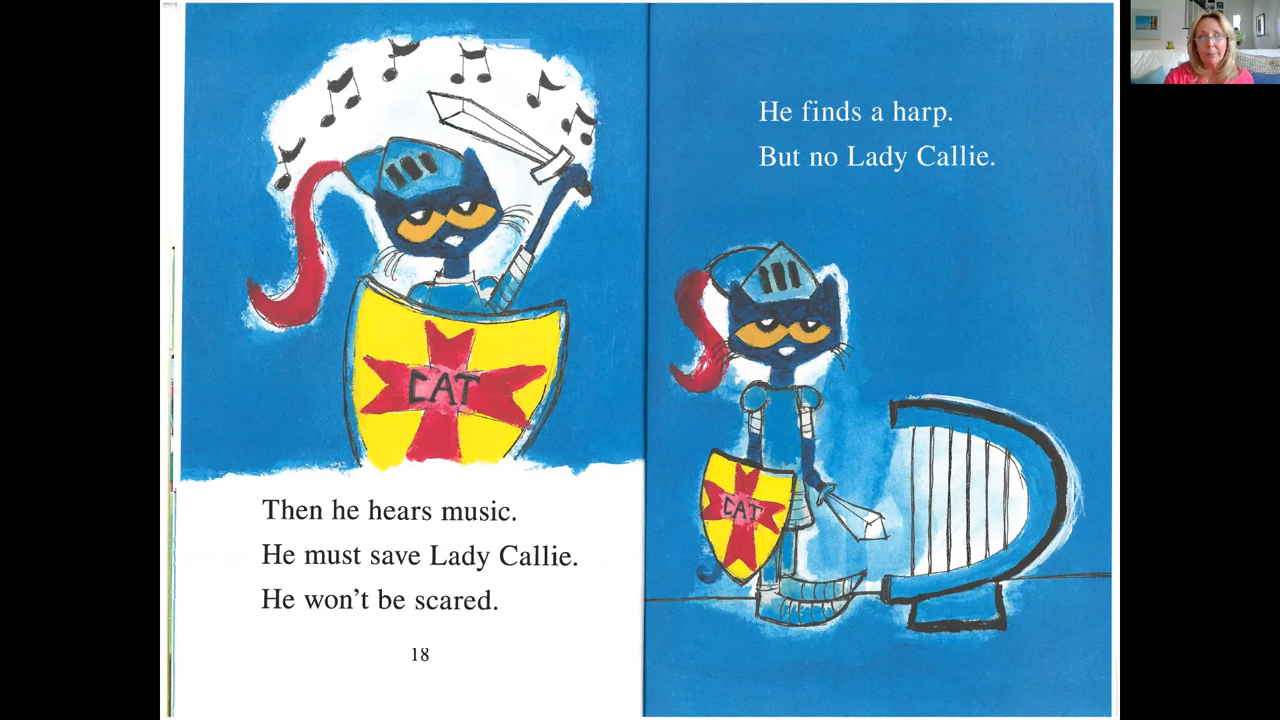 CAT
Then he hears music.
He must save Lady Callie.
He won't be scared.
18
He finds a harp.
But no Lady Callie.
CAT